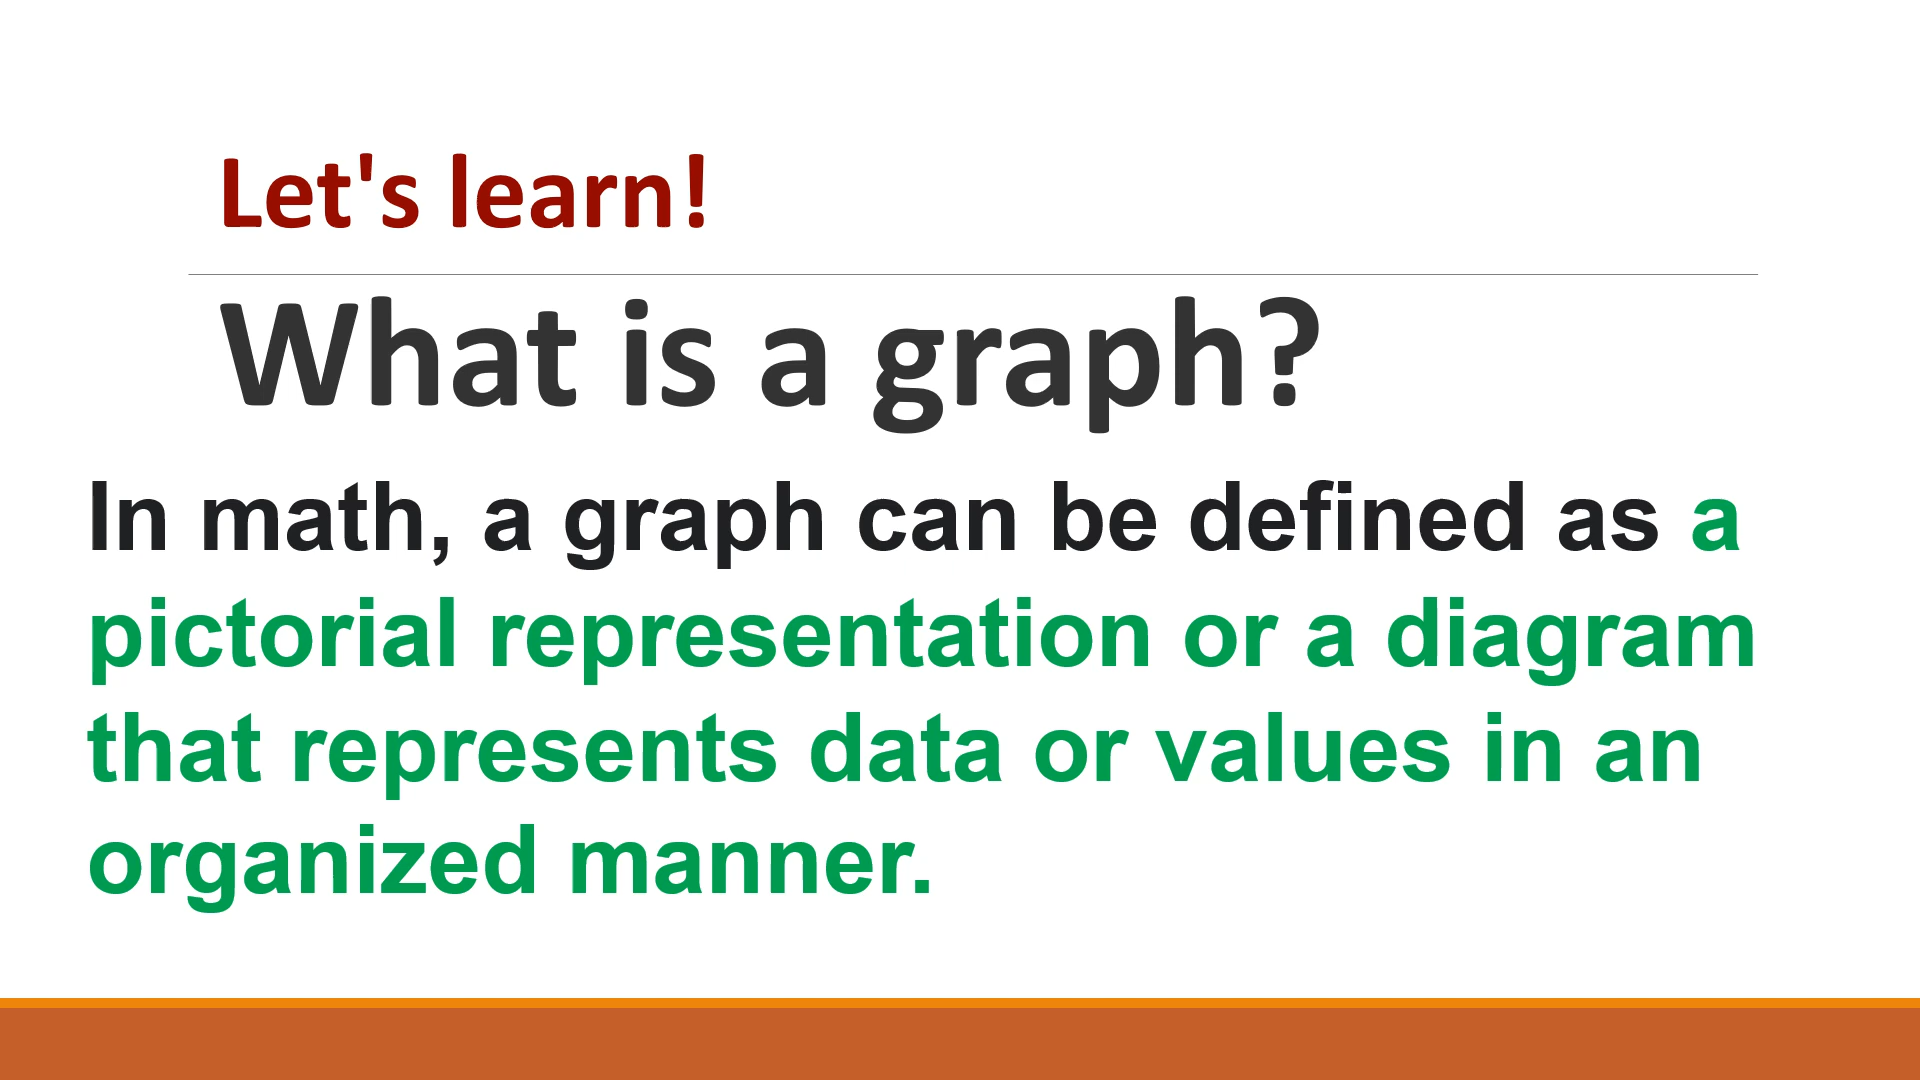 Let's learn!
What is a graph?
In math, a graph can be defined as a
pictorial representation or a diagram
that represents data or values in an
organized manner.